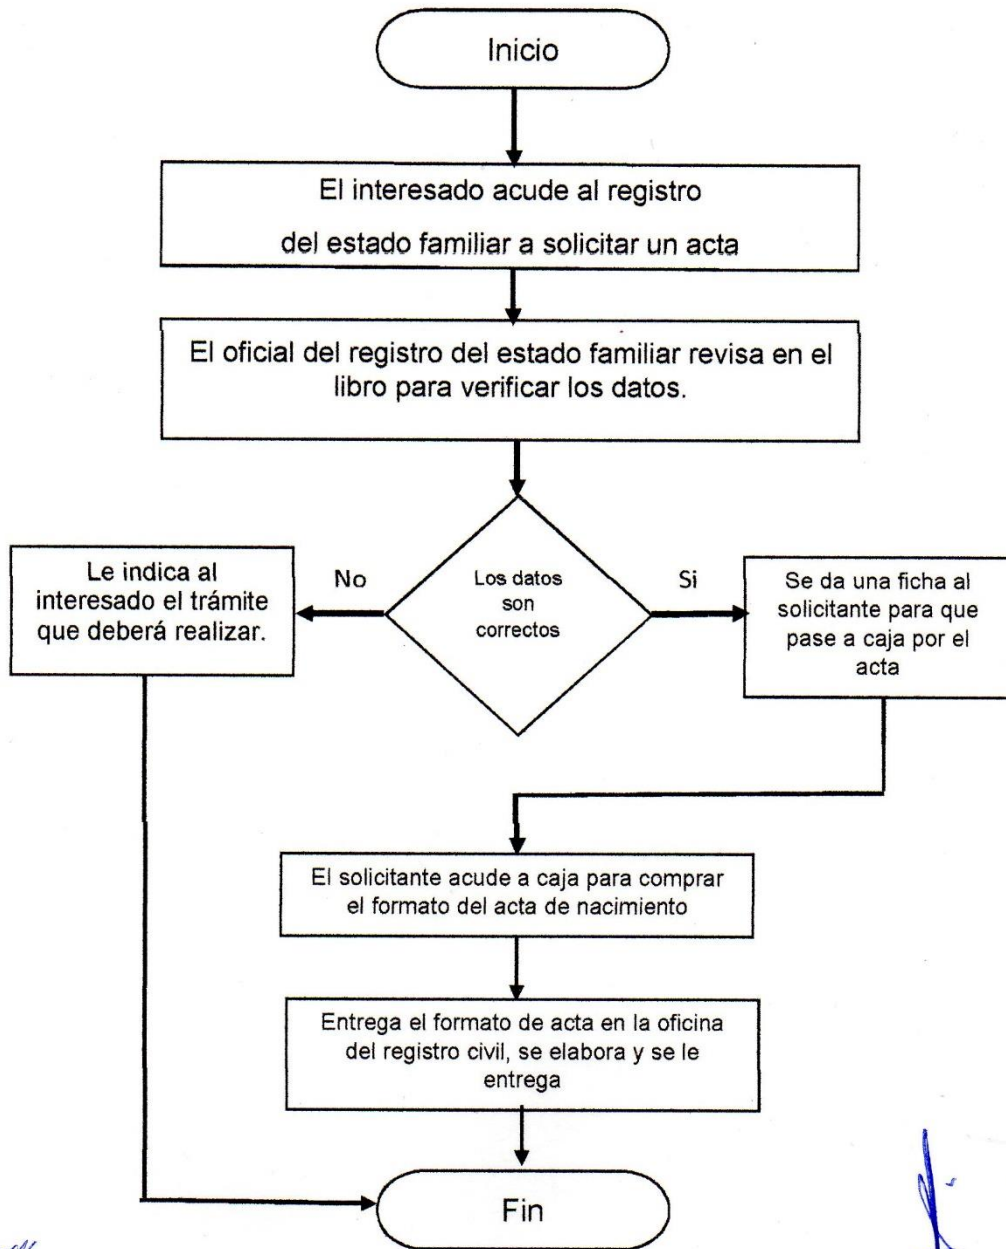 Inicio
El interesado acude al registro
del estado familiar a solicitar un acta
El oficial del registro del estado familiar revisa en el
libro para verificar los datos.
Los datos
son
correctos
No
Le indica al
interesado el trámite
que deberá realizar.
Si
Se da una ficha al
solicitante para que
pase a caja por el
acta
El solicitante acude a caja para comprar
el formato del acta de nacimiento
Entrega el formato de acta en la oficina
del registro civil, se elabora y se le
entrega
Fin